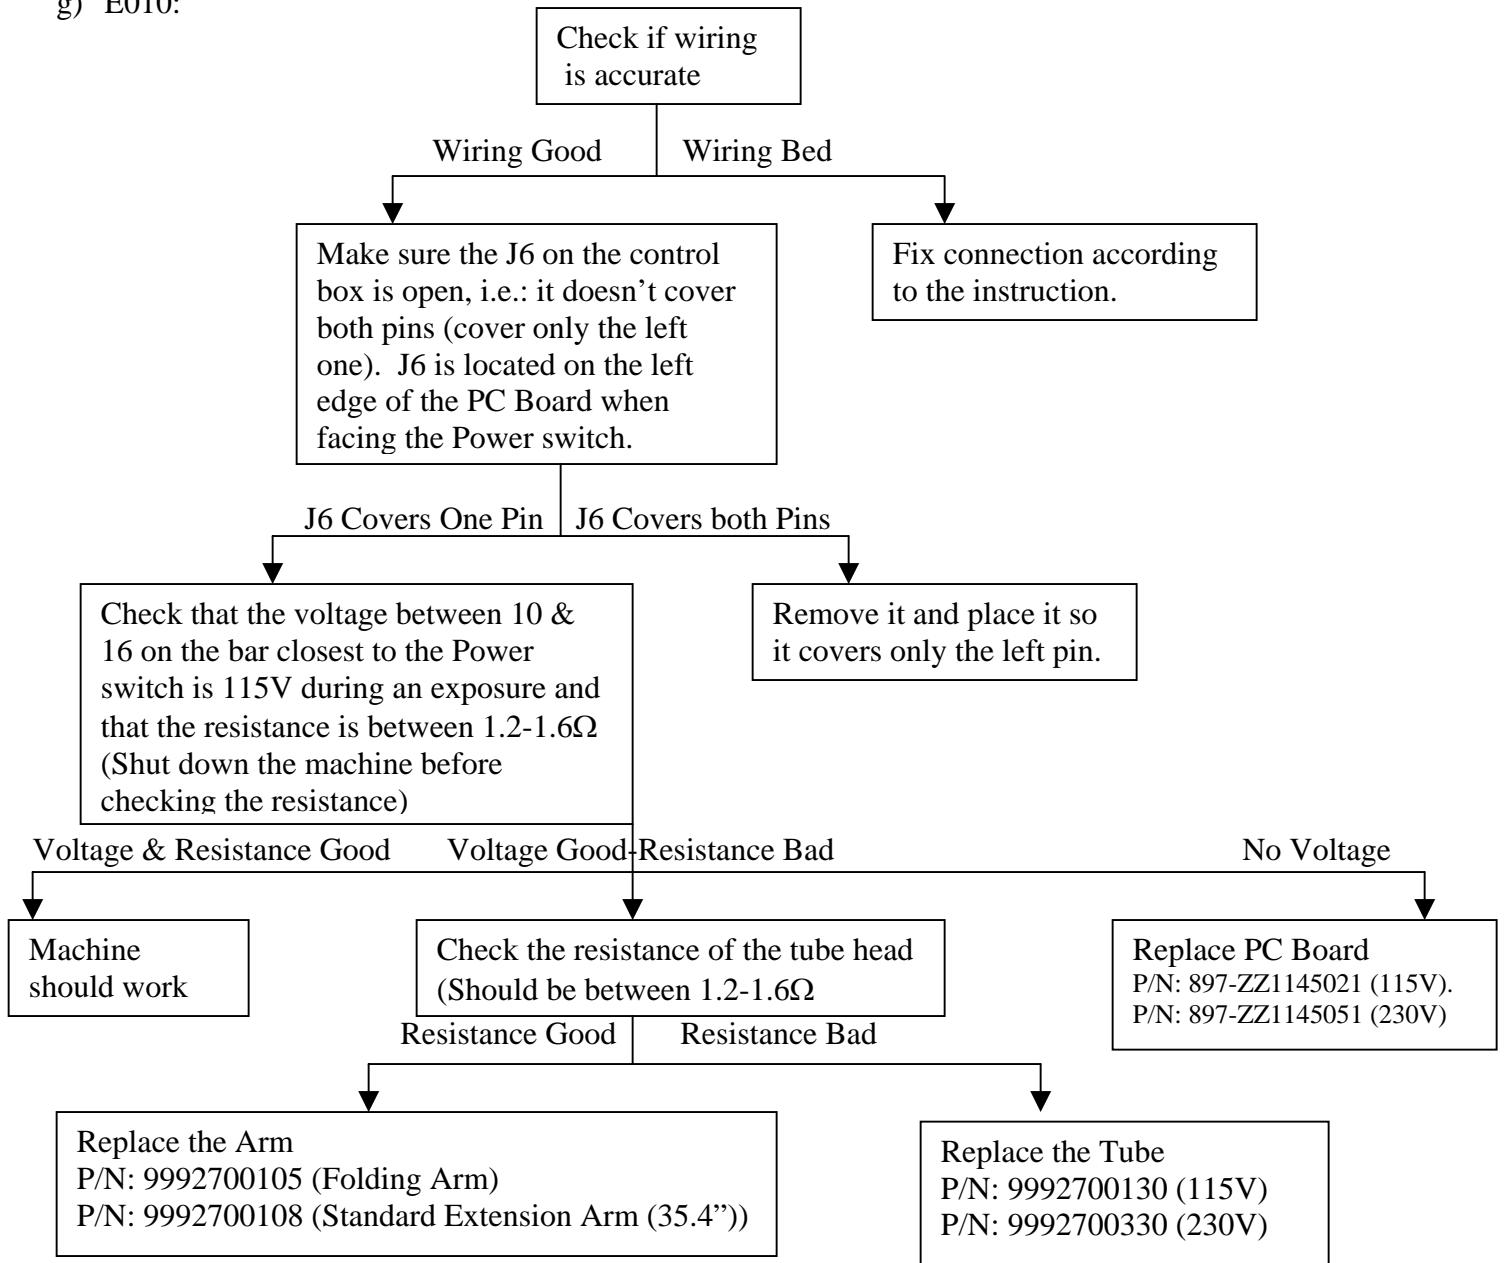 g) E010:
Check if wiring
is accurate
Wiring Good
Wiring Bed
Make sure the J6 on the control
box is open, i.e.: it doesn’t cover
both pins (cover only the left
one). J6 is located on the left
edge of the PC Board when
facing the Power switch.
Fix connection according
to the instruction.
J6 Covers One Pin
J6 Covers both Pins
Check that the voltage between 10 &
16 on the bar closest to the Power
switch is 115V during an exposure and
that the resistance is between 1.2-1.6Ω
(Shut down the machine before
checking the resistance)
Remove it and place it so
it covers only the left pin.
Voltage & Resistance Good
Voltage Good-Resistance Bad
No Voltage
Machine
should work
Check the resistance of the tube head
(Should be between 1.2-1.6Ω
Replace PC Board
P/N: 897-ZZ1145021 (115V).
P/N: 897-ZZ1145051 (230V)
Resistance Good
Resistance Bad
Replace the Arm
P/N: 9992700105 (Folding Arm)
P/N: 9992700108 (Standard Extension Arm (35.4”))
Replace the Tube
P/N: 9992700130 (115V)
P/N: 9992700330 (230V)